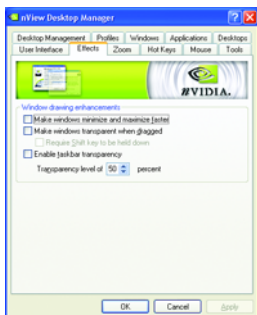 nView Desktop Manager
Desktop Management Profiles Windows Applications Desktops
User Interface Effects Zoom Hot Keys Mouse Tools
NVIDIA.
Window drawing enhancements
Make windows minimize and maximize faster
Make windows transparent when dragged
Require Shift key to be held down
Enable taskbar transparency
Transparency level of 50 percent
OK Cancel Apply